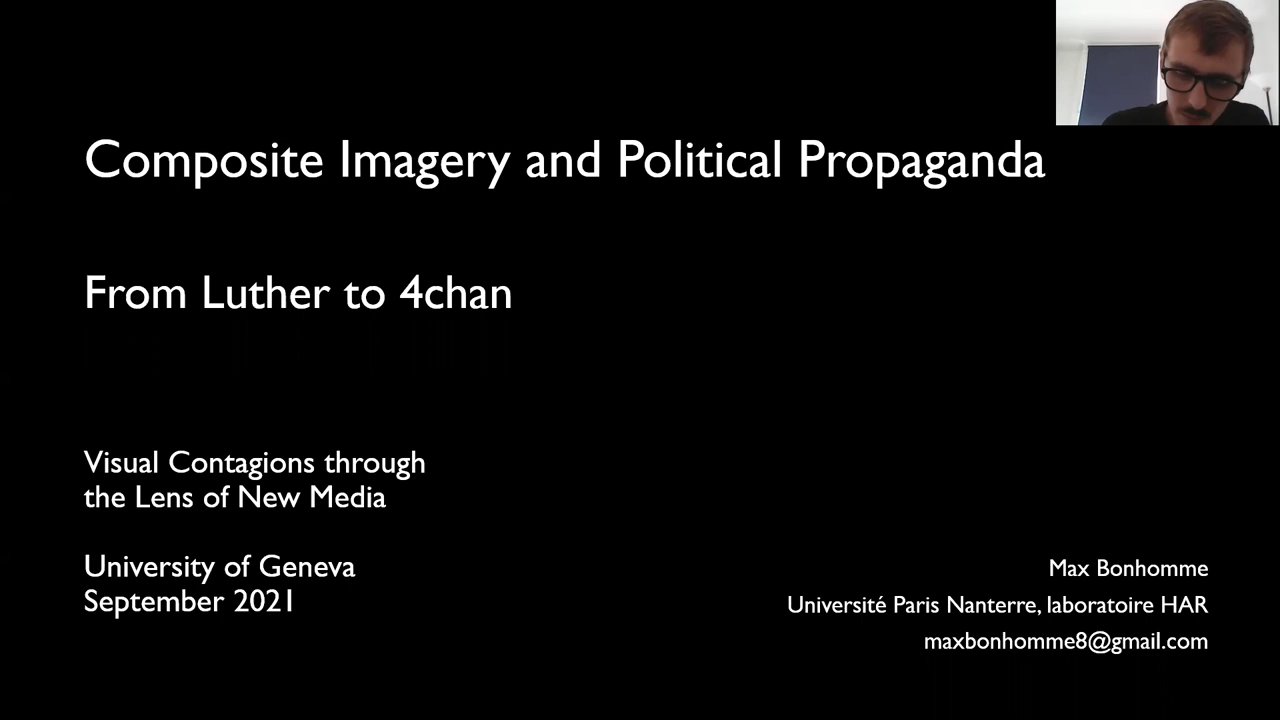 Composite Imagery and Political Propaganda
From Luther to 4chan
Visual Contagions through
the Lens of New Media
University of Geneva
September 2021
Max Bonhomme
Université Paris Nanterre, laboratoire HAR
maxbonhomme8@gmail.com